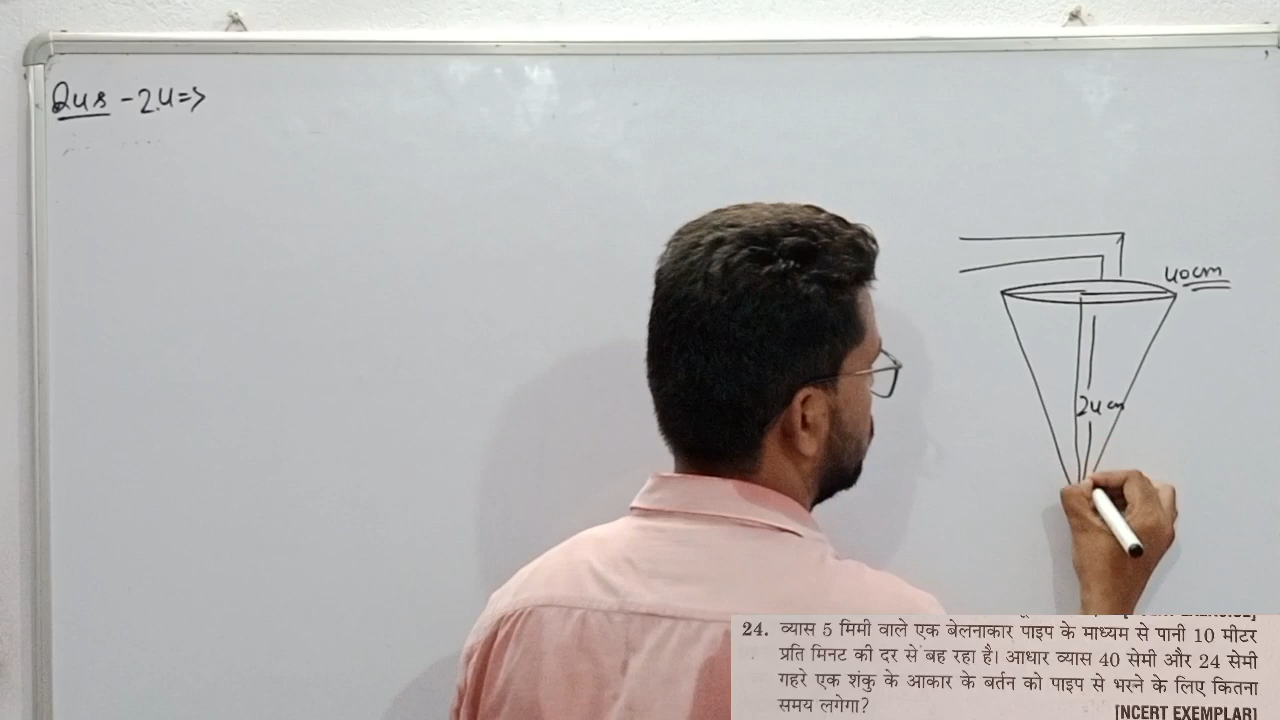 Qus - 24 =>
40cm
24 cm
24. व्यास 5 मिमी वाले एक बेलनाकार पाइप के माध्यम से पानी 10 मीटर
प्रति मिनट की दर से बह रहा है। आधार व्यास 40 सेमी और 24 सेमी
गहरे एक शंकु के आकार के बर्तन को पाइप से भरने के लिए कितना
समय लगेगा?
[NCERT EXEMPLAR]